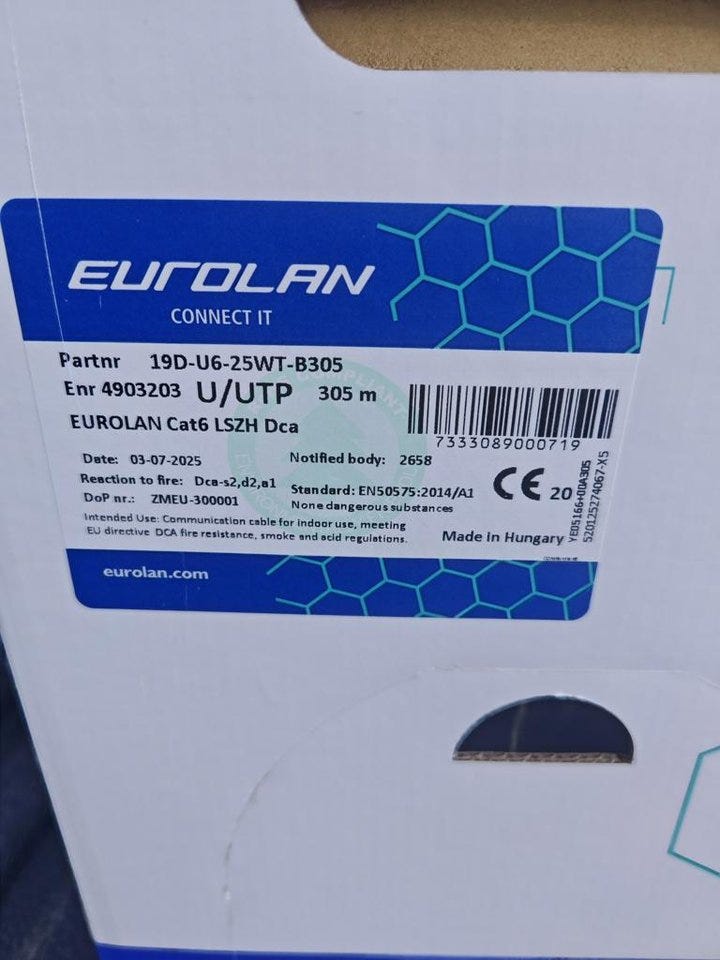 EUROLAN
CONNECT IT
Partnr 19D-U6-25WT-B305
Enr 4903203 U/UTP 305 m
EUROLAN Cat6 LSZH Dca
7333089000719
Date: 03-07-2025 Notified body: 2658
Reaction to fire: Dca-s2,d2,a1 Standard: EN50575:2014/A1
DoP nr.: ZMEU-300001 None dangerous substances
CE 20
Intended Use: Communication cable for indoor use, meeting
EU directive DCA fire resistance, smoke and acid regulations.
Made in Hungary
YE05166+00A305
520125274067-X5
eurolan.com